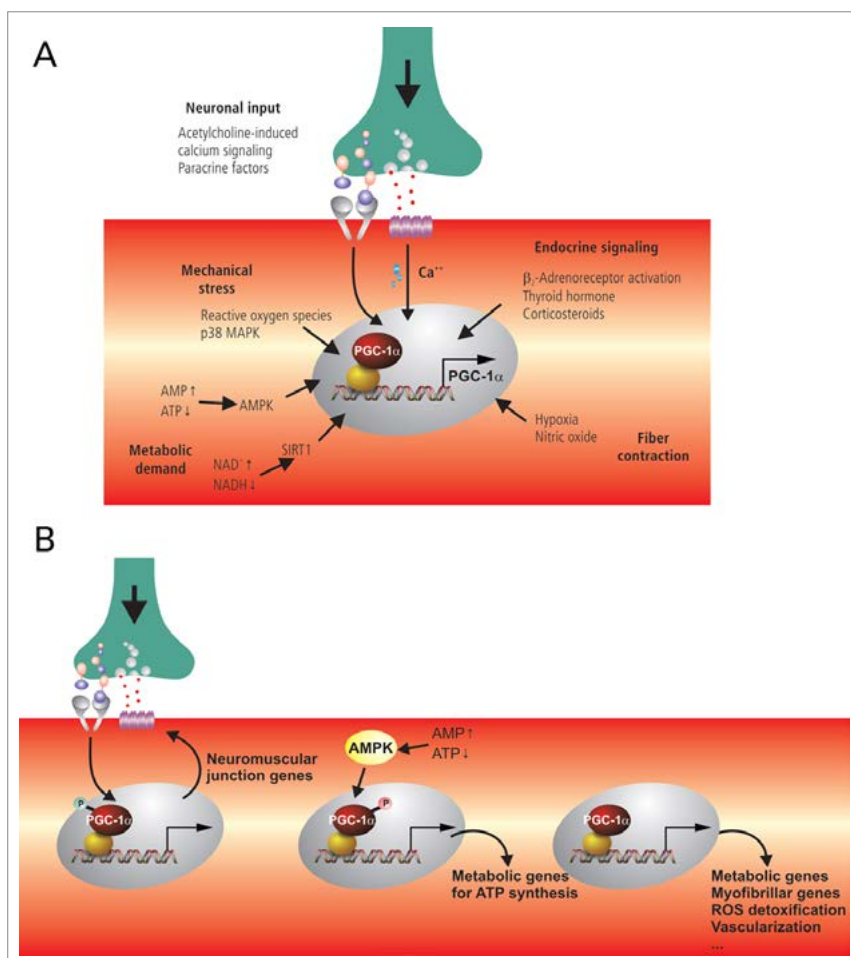 A
Neuronal input
Acetylcholine-induced
calcium signaling
Paracrine factors
Mechanical
stress
Reactive oxygen species
p38 MAPK
Ca⁺⁺
Endocrine signaling
β₂-Adrenoreceptor activation
Thyroid hormone
Corticosteroids
PGC-1α
PGC-1α
AMP ↑
ATP ↓
AMPK
Metabolic
demand
NAD⁺ ↑
NADH ↓
SIRT1
Hypoxia
Nitric oxide
Fiber
contraction
B
Neuromuscular
junction genes
P
PGC-1α
AMPK
AMP ↑
ATP ↓
P
PGC-1α
Metabolic genes
for ATP synthesis
PGC-1α
Metabolic genes
Myofibrillar genes
ROS detoxification
Vascularization
...